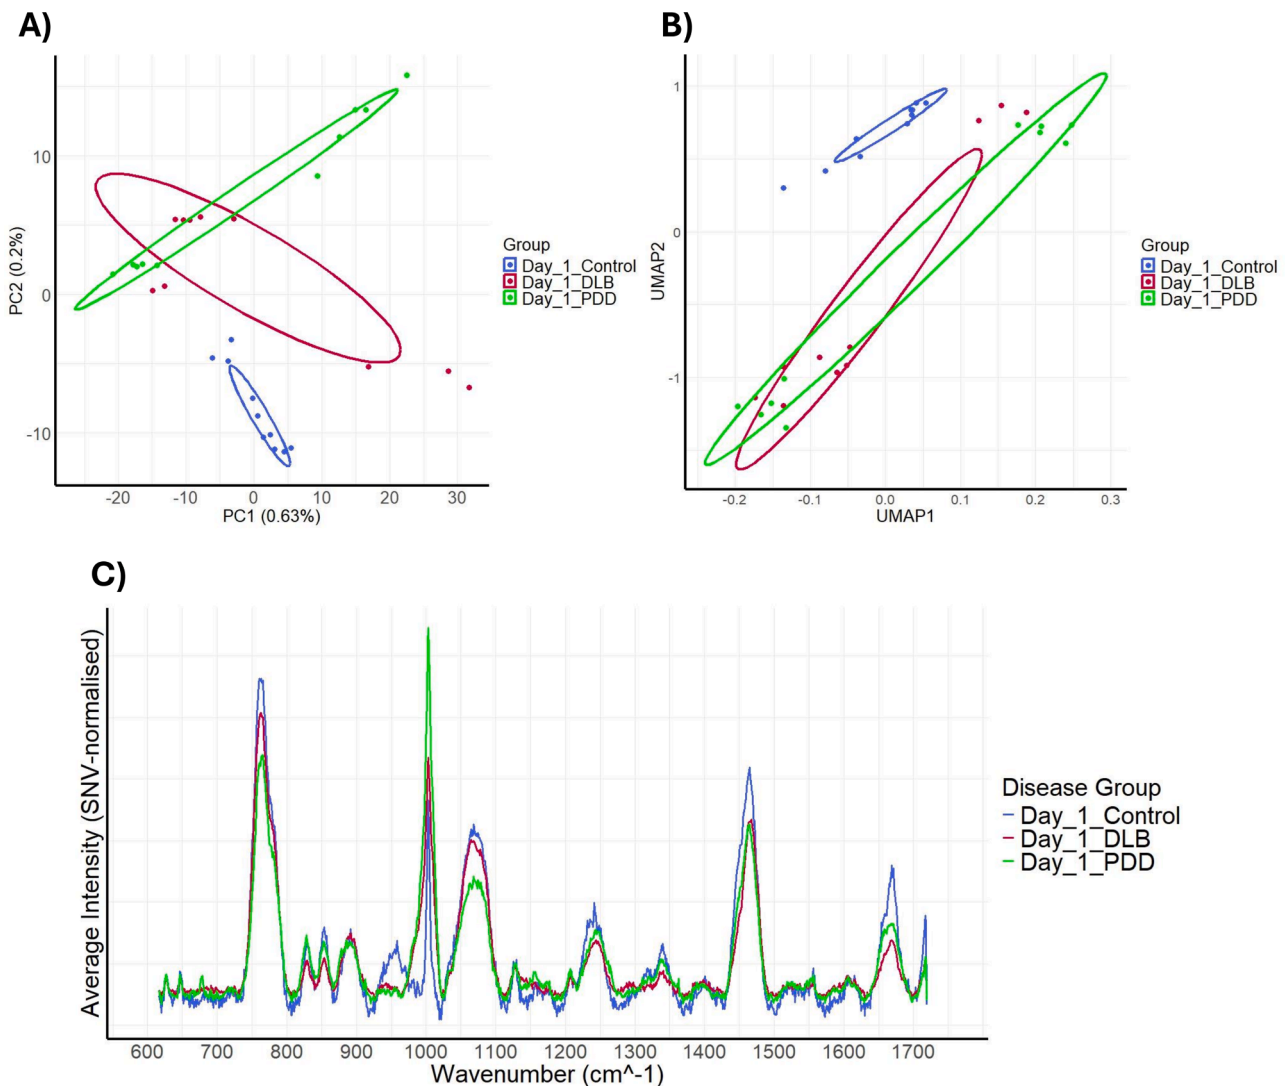 A)
PC2 (0.2%)
10
0
-10
-20
-10
0
10
20
30
PC1 (0.63%)
Group
Day_1_Control
Day_1_DLB
Day_1_PDD
B)
UMAP2
1
0
-1
-0.2
-0.1
0.0
0.1
0.2
0.3
UMAP1
Group
Day_1_Control
Day_1_DLB
Day_1_PDD
C)
Average Intensity (SNV-normalised)
600
700
800
900
1000
1100
1200
1300
1400
1500
1600
1700
Wavenumber (cm^-1)
Disease Group
Day_1_Control
Day_1_DLB
Day_1_PDD